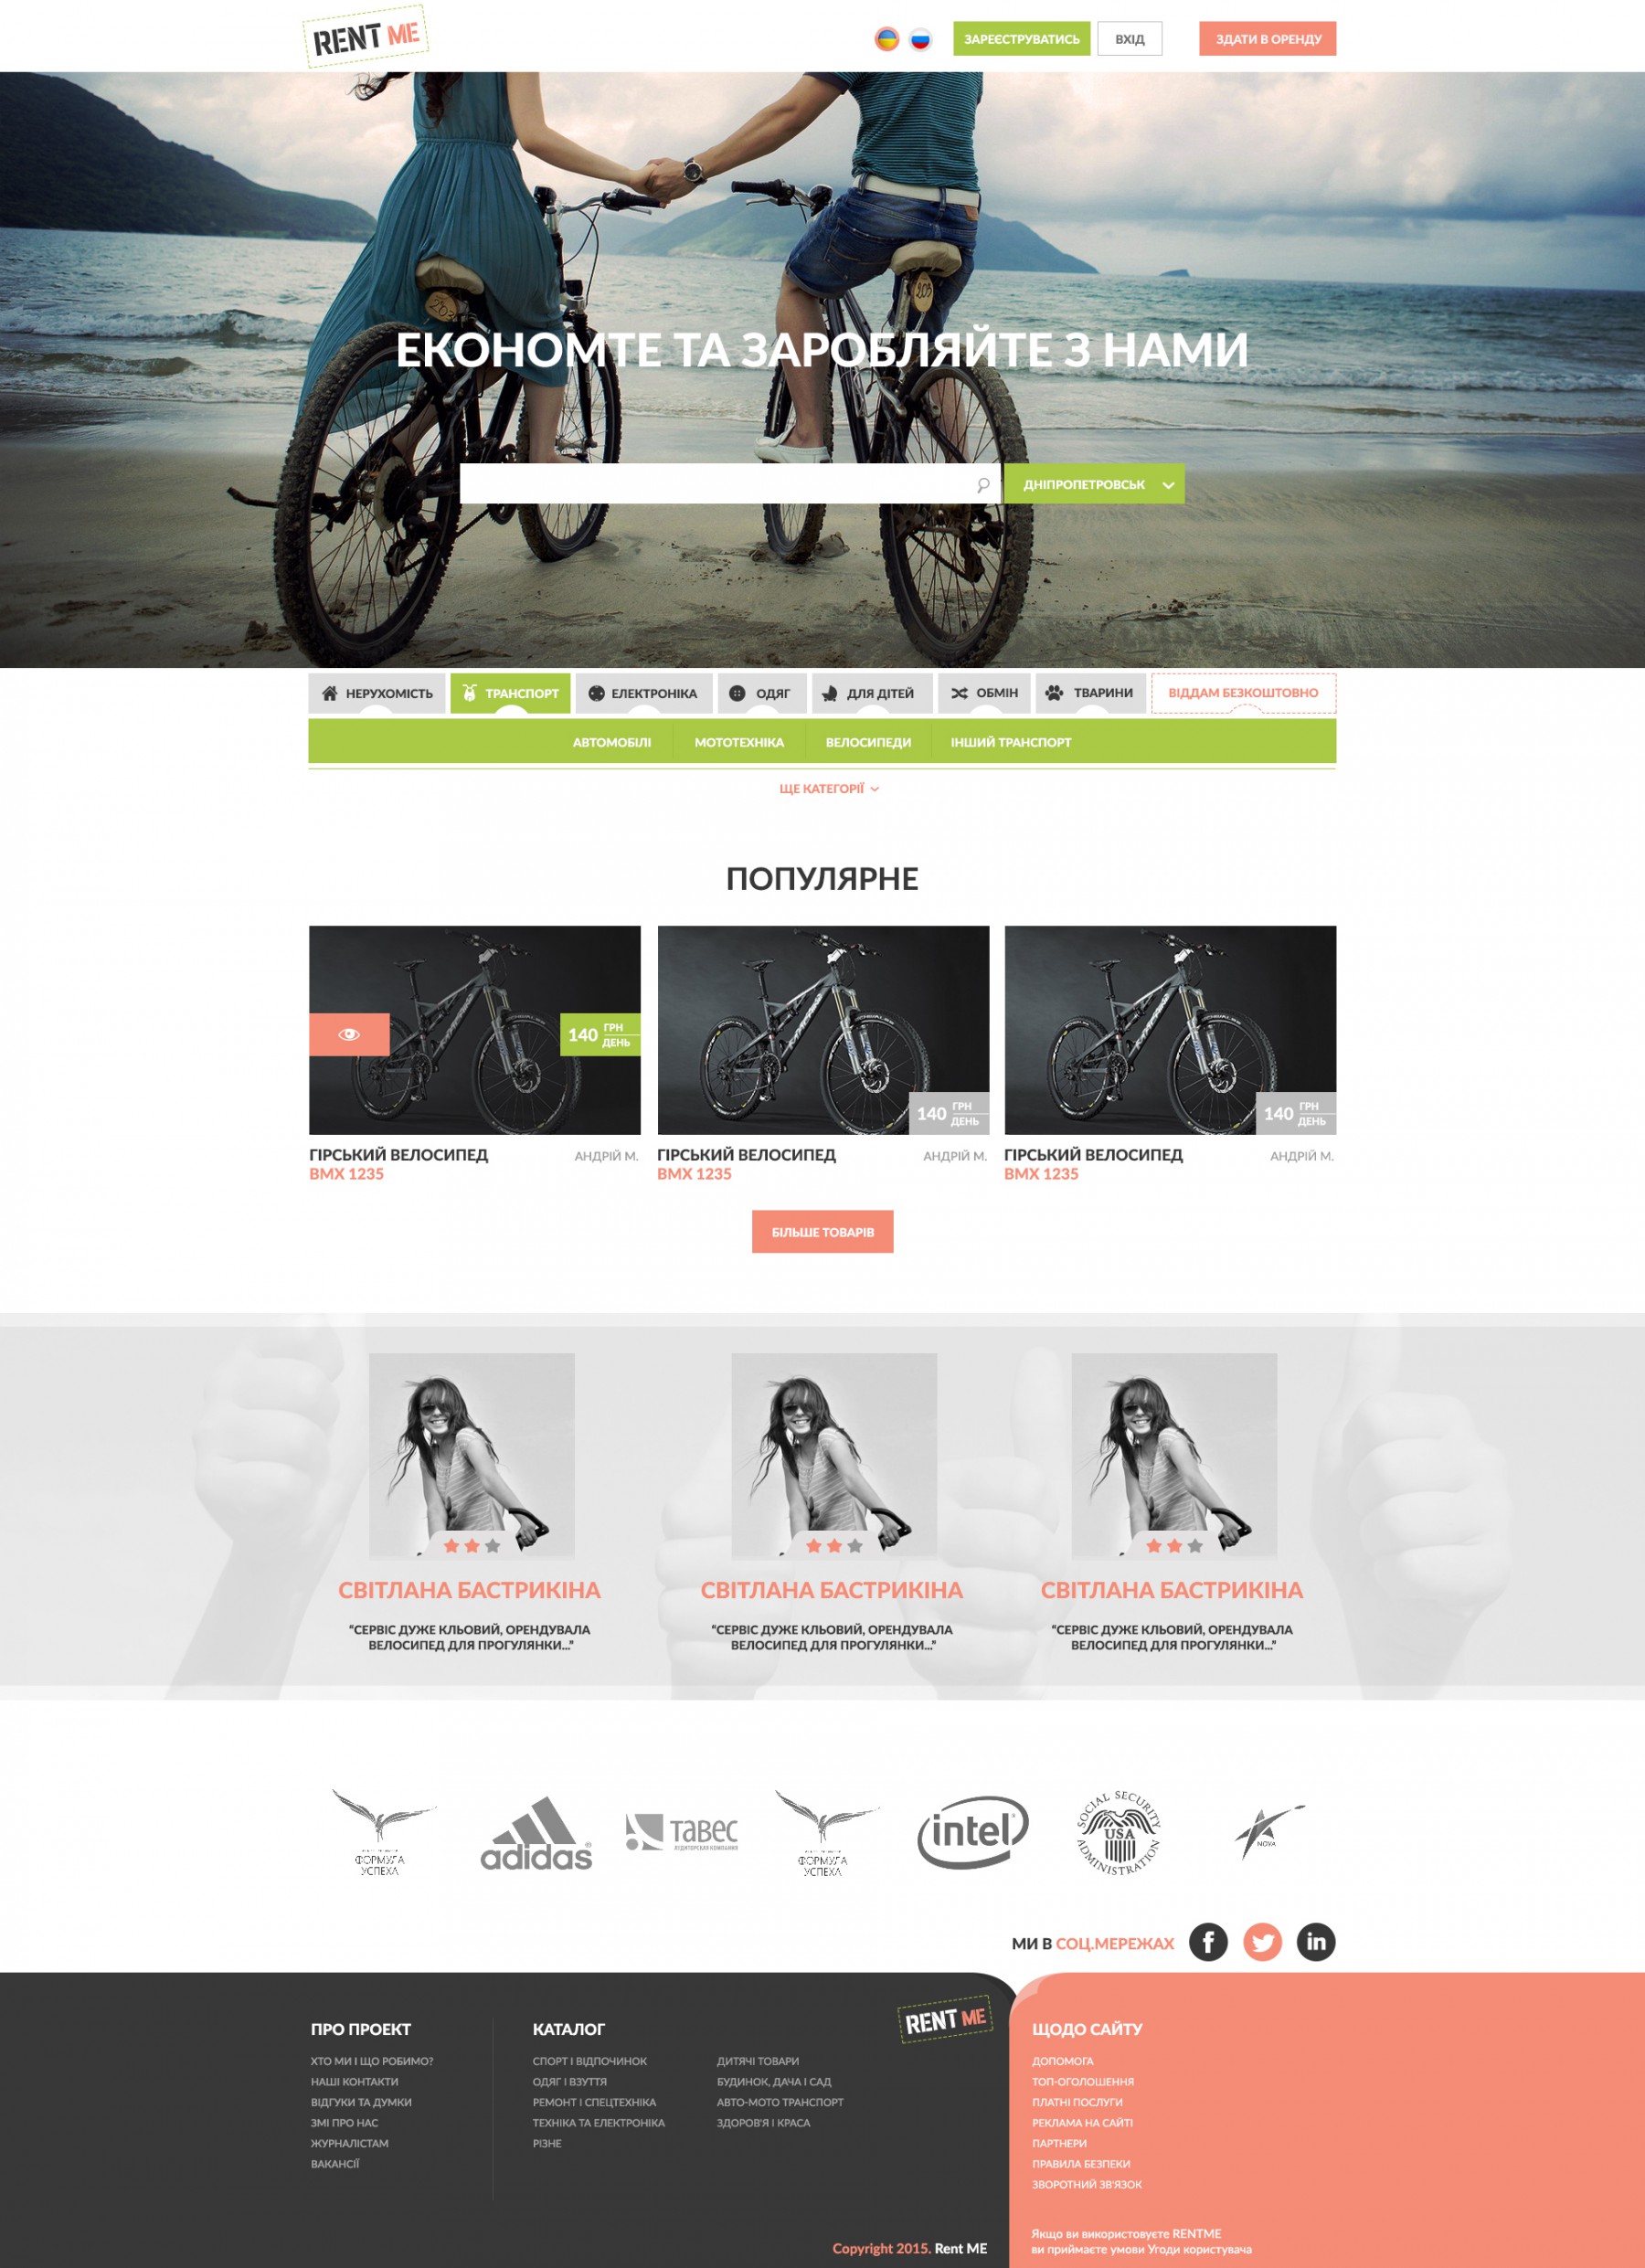 RENT ME
ЗАРЕЄСТРУВАТИСЬ
ВХІД
ЗДАТИ В ОРЕНДУ
203
203
ЕКОНОМТЕ ТА ЗАРОБЛЯЙТЕ З НАМИ
ДНІПРОПЕТРОВСЬК
НЕРУХОМІСТЬ
ТРАНСПОРТ
ЕЛЕКТРОНІКА
ОДЯГ
ДЛЯ ДІТЕЙ
ОБМІН
ТВАРИНИ
ВІДДАМ БЕЗКОШТОВНО
АВТОМОБІЛІ
МОТОТЕХНІКА
ВЕЛОСИПЕДИ
ІНШИЙ ТРАНСПОРТ
ЩЕ КАТЕГОРІЇ
ПОПУЛЯРНЕ
140 ГРН
ДЕНЬ
140 ГРН
ДЕНЬ
140 ГРН
ДЕНЬ
ГІРСЬКИЙ ВЕЛОСИПЕД
BMX 1235
АНДРІЙ М.
ГІРСЬКИЙ ВЕЛОСИПЕД
BMX 1235
АНДРІЙ М.
ГІРСЬКИЙ ВЕЛОСИПЕД
BMX 1235
АНДРІЙ М.
БІЛЬШЕ ТОВАРІВ
СВІТЛАНА БАСТРИКІНА
“СЕРВІС ДУЖЕ КЛЬОВИЙ, ОРЕНДУВАЛА
ВЕЛОСИПЕД ДЛЯ ПРОГУЛЯНКИ...”
СВІТЛАНА БАСТРИКІНА
“СЕРВІС ДУЖЕ КЛЬОВИЙ, ОРЕНДУВАЛА
ВЕЛОСИПЕД ДЛЯ ПРОГУЛЯНКИ...”
СВІТЛАНА БАСТРИКІНА
“СЕРВІС ДУЖЕ КЛЬОВИЙ, ОРЕНДУВАЛА
ВЕЛОСИПЕД ДЛЯ ПРОГУЛЯНКИ...”
ФОРМУЛА
УСПЕХА
adidas®
ТАВЕС
АУДИТОРСКАЯ КОМПАНИЯ
ФОРМУЛА
УСПЕХА
intel
SOCIAL SECURITY
USA
ADMINISTRATION
NOVA
МИ В СОЦ.МЕРЕЖАХ
f
in
RENT ME
ПРО ПРОЕКТ
ХТО МИ І ЩО РОБИМО?
НАШІ КОНТАКТИ
ВІДГУКИ ТА ДУМКИ
ЗМІ ПРО НАС
ЖУРНАЛІСТАМ
ВАКАНСІЇ
КАТАЛОГ
СПОРТ І ВІДПОЧИНОК
ОДЯГ І ВЗУТТЯ
РЕМОНТ І СПЕЦТЕХНІКА
ТЕХНІКА ТА ЕЛЕКТРОНІКА
РІЗНЕ
ДИТЯЧІ ТОВАРИ
БУДИНОК, ДАЧА І САД
АВТО-МОТО ТРАНСПОРТ
ЗДОРОВ'Я І КРАСА
ЩОДО САЙТУ
ДОПОМОГА
ТОП-ОГОЛОШЕННЯ
ПЛАТНІ ПОСЛУГИ
РЕКЛАМА НА САЙТІ
ПАРТНЕРИ
ПРАВИЛА БЕЗПЕКИ
ЗВОРОТНИЙ ЗВ'ЯЗОК
Copyright 2015. Rent ME
Якщо ви використовуєте RENTME
ви приймаєте умови Угоди користувача